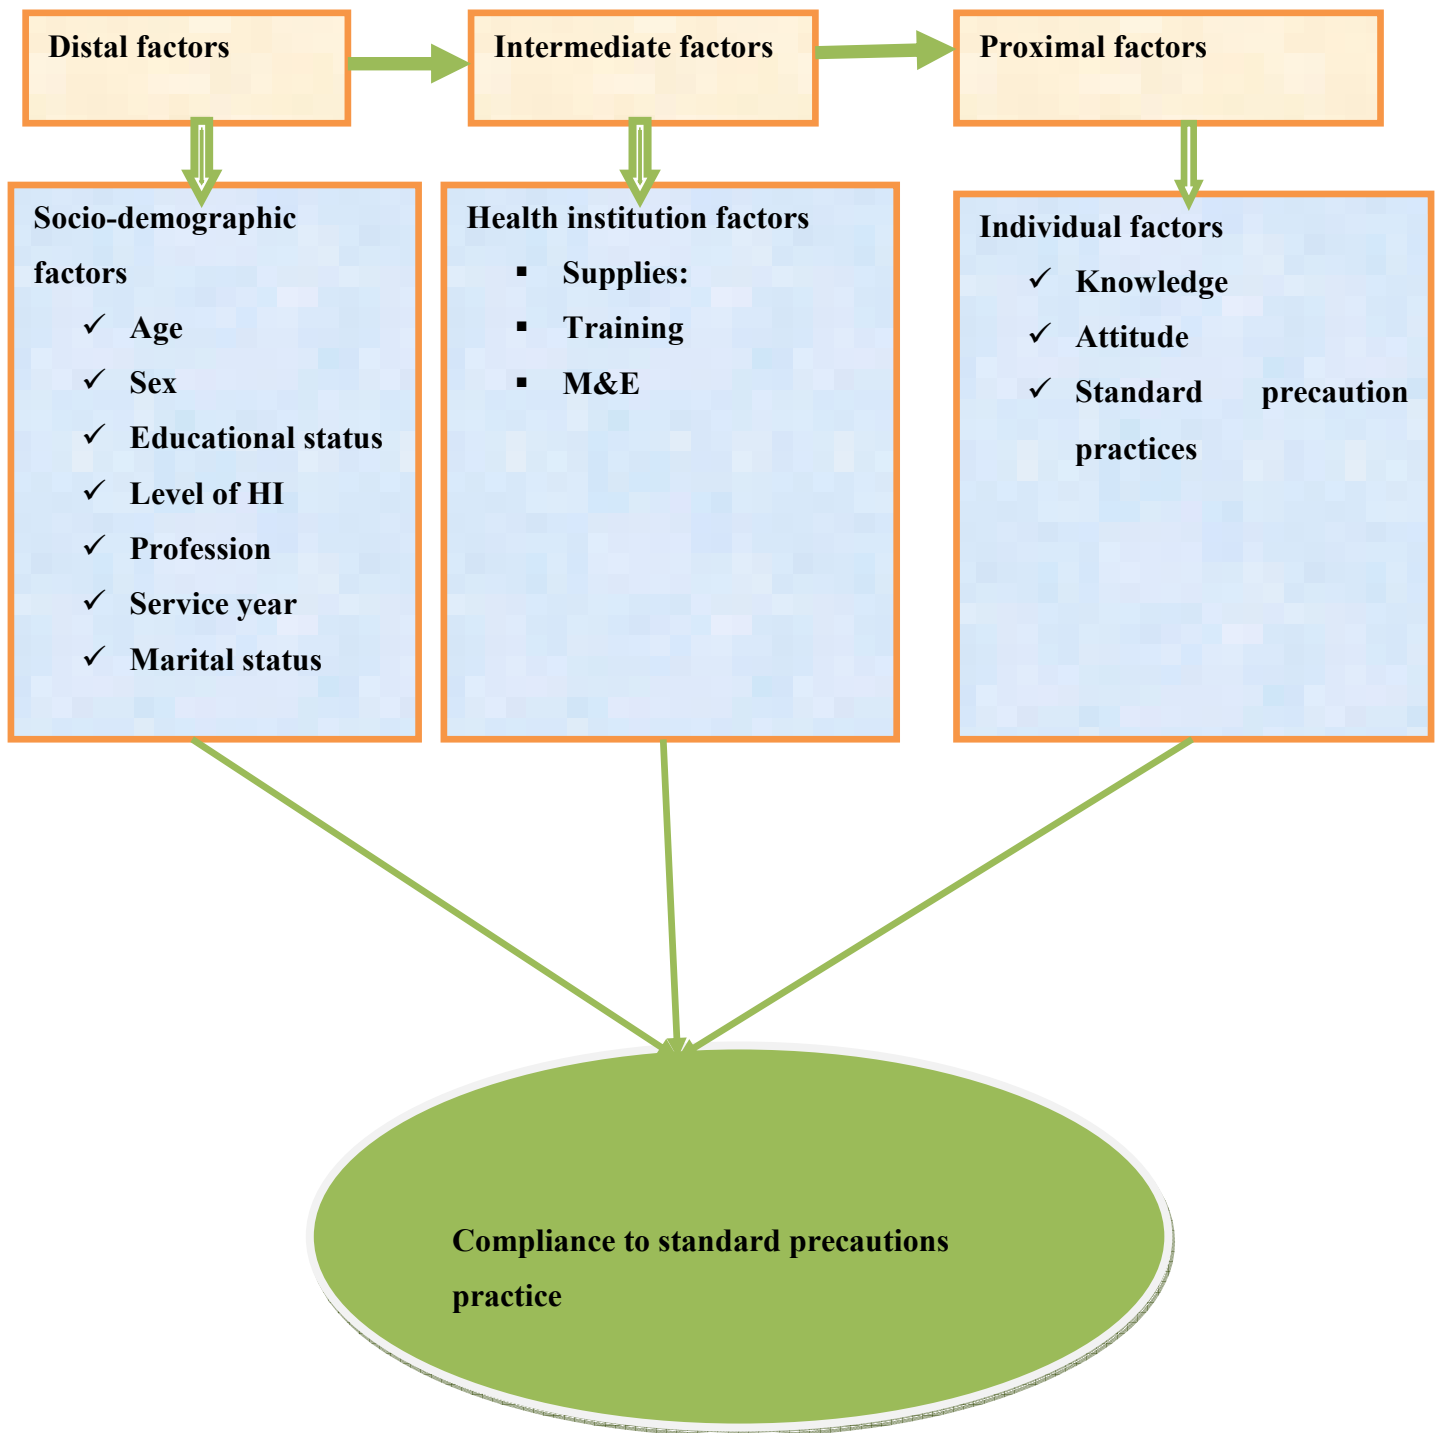 Distal factors
Intermediate factors
Proximal factors
Socio-demographic
factors
✓ Age
✓ Sex
✓ Educational status
✓ Level of HI
✓ Profession
✓ Service year
✓ Marital status
Health institution factors
▪ Supplies:
▪ Training
▪ M&E
Individual factors
✓ Knowledge
✓ Attitude
✓ Standard precaution
practices
Compliance to standard precautions
practice